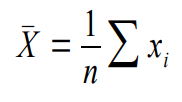 X̄ = 1/n ∑ xᵢ